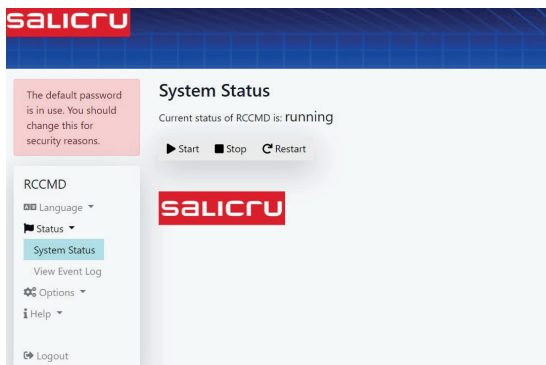 salicru
The default password
is in use. You should
change this for
security reasons.
RCCMD
Language
Status
System Status
View Event Log
Options
Help
Logout
System Status
Current status of RCCMD is: running
Start Stop Restart
salicru